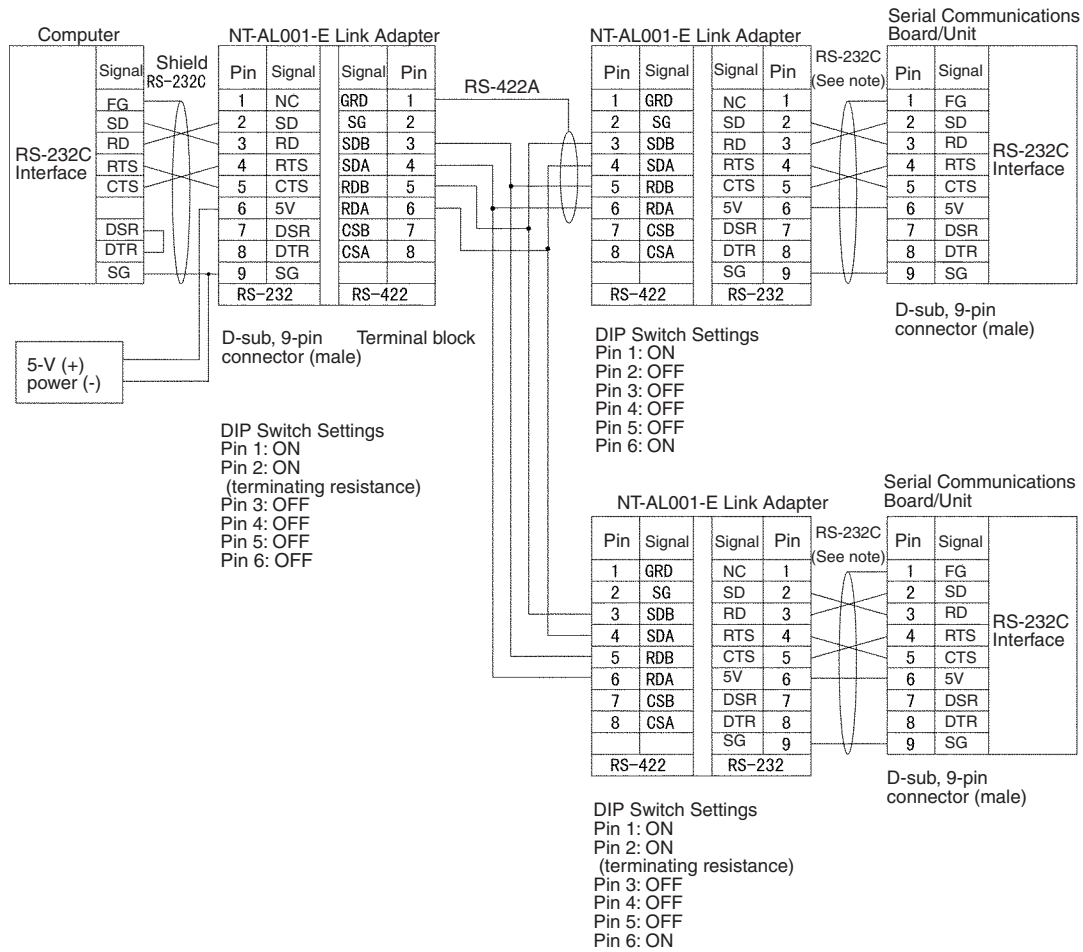 Computer
Shield
RS-232C
RS-232C
Interface
Signal
FG
SD
RD
RTS
CTS
DSR
DTR
SG
5-V (+)
power (-)
NT-AL001-E Link Adapter
Pin Signal Signal Pin
1 NC GRD 1
2 SD SG 2
3 RD SDB 3
4 RTS SDA 4
5 CTS RDB 5
6 5V RDA 6
7 DSR CSB 7
8 DTR CSA 8
9 SG
RS-232 RS-422
D-sub, 9-pin
connector (male)
Terminal block
DIP Switch Settings
Pin 1: ON
Pin 2: ON
(terminating resistance)
Pin 3: OFF
Pin 4: OFF
Pin 5: OFF
Pin 6: OFF
RS-422A
NT-AL001-E Link Adapter
Pin Signal Signal Pin
1 GRD NC 1
2 SG SD 2
3 SDB RD 3
4 SDA RTS 4
5 RDB CTS 5
6 RDA 5V 6
7 CSB DSR 7
8 CSA DTR 8
SG 9
RS-422 RS-232
DIP Switch Settings
Pin 1: ON
Pin 2: OFF
Pin 3: OFF
Pin 4: OFF
Pin 5: OFF
Pin 6: ON
RS-232C
(See note)
Serial Communications
Board/Unit
Pin Signal
1 FG
2 SD
3 RD
4 RTS
5 CTS
6 5V
7 DSR
8 DTR
9 SG
RS-232C
Interface
D-sub, 9-pin
connector (male)
NT-AL001-E Link Adapter
Pin Signal Signal Pin
1 GRD NC 1
2 SG SD 2
3 SDB RD 3
4 SDA RTS 4
5 RDB CTS 5
6 RDA 5V 6
7 CSB DSR 7
8 CSA DTR 8
SG 9
RS-422 RS-232
DIP Switch Settings
Pin 1: ON
Pin 2: ON
(terminating resistance)
Pin 3: OFF
Pin 4: OFF
Pin 5: OFF
Pin 6: ON
RS-232C
(See note)
Serial Communications
Board/Unit
Pin Signal
1 FG
2 SD
3 RD
4 RTS
5 CTS
6 5V
7 DSR
8 DTR
9 SG
RS-232C
Interface
D-sub, 9-pin
connector (male)